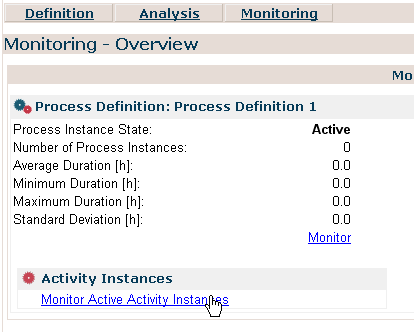 Definition Analysis Monitoring
Monitoring - Overview
Mo
Process Definition: Process Definition 1
Process Instance State: Active
Number of Process Instances: 0
Average Duration [h]: 0.0
Minimum Duration [h]: 0.0
Maximum Duration [h]: 0.0
Standard Deviation [h]: 0.0
Monitor
Activity Instances
Monitor Active Activity Instances